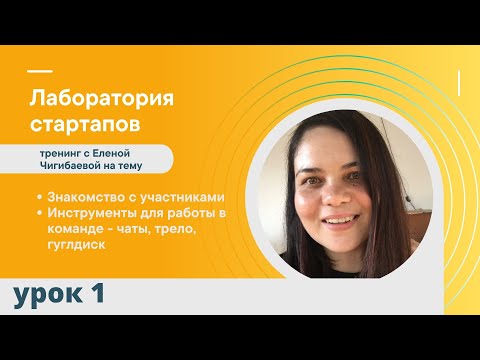 Лаборатория
стартапов
тренинг с Еленой
Чигибаевой на тему
• Знакомство с участниками
• Инструменты для работы в
команде - чаты, трело,
гуглдиск
урок 1